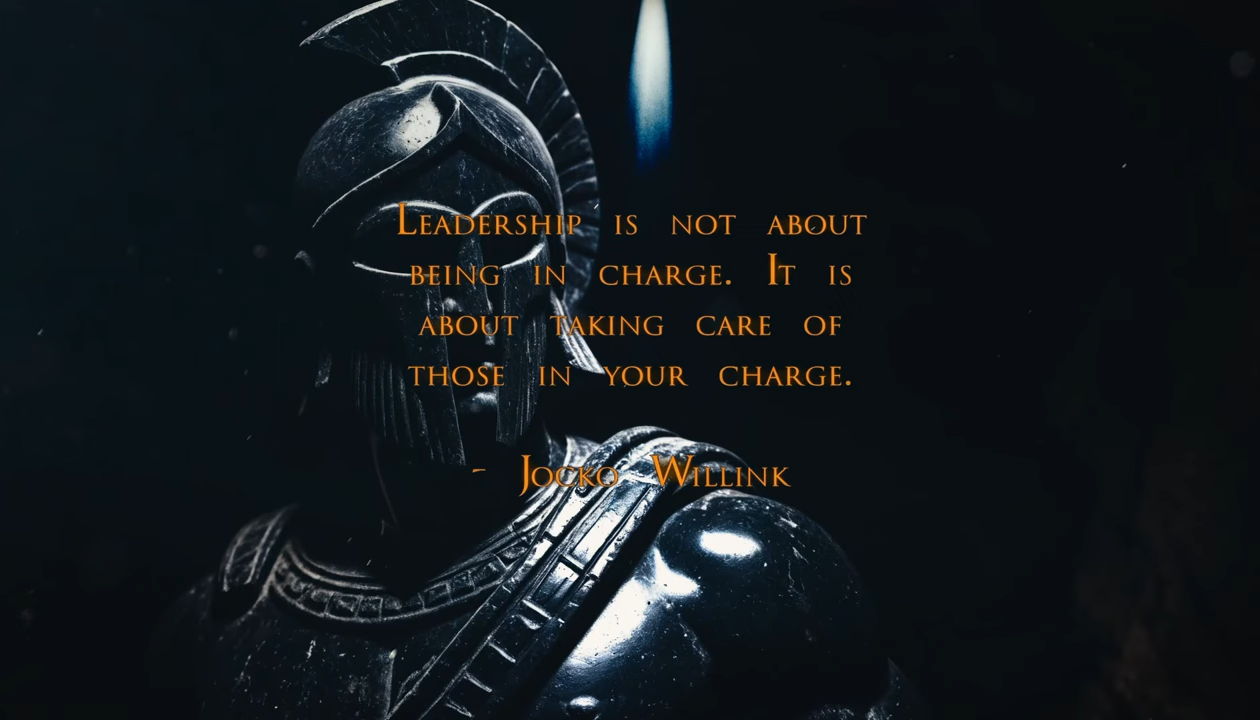 Leadership is not about
being in charge. It is
about taking care of
those in your charge.
- Jocko Willink